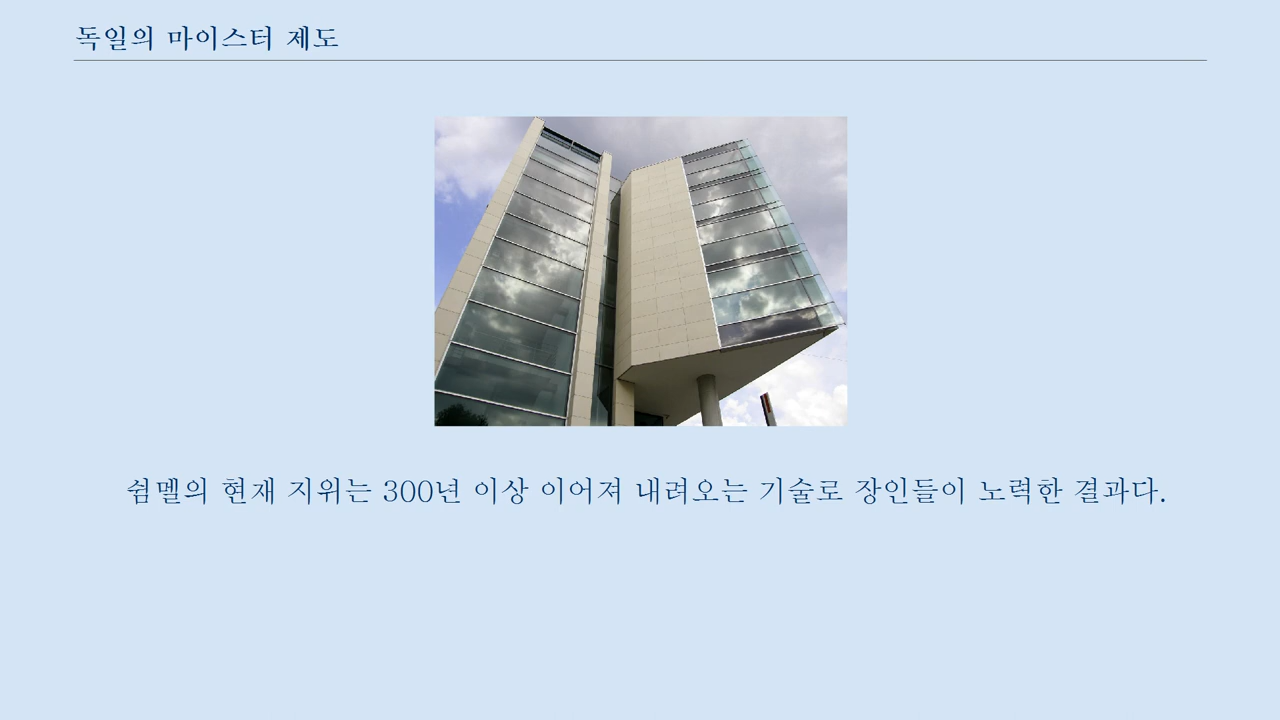 독일의 마이스터 제도
쉼멜의 현재 지위는 300년 이상 이어져 내려오는 기술로 장인들이 노력한 결과다.